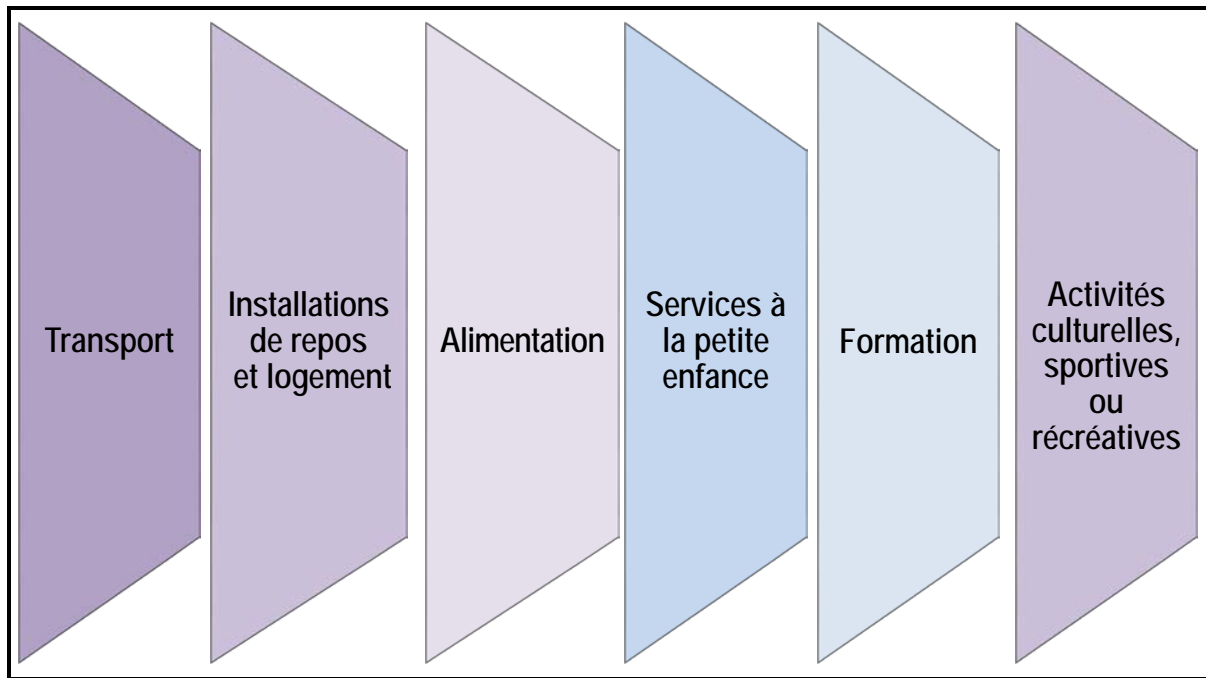 Transport
Installations
de repos
et logement
Alimentation
Services à
la petite
enfance
Formation
Activités
culturelles,
sportives
ou
récréatives